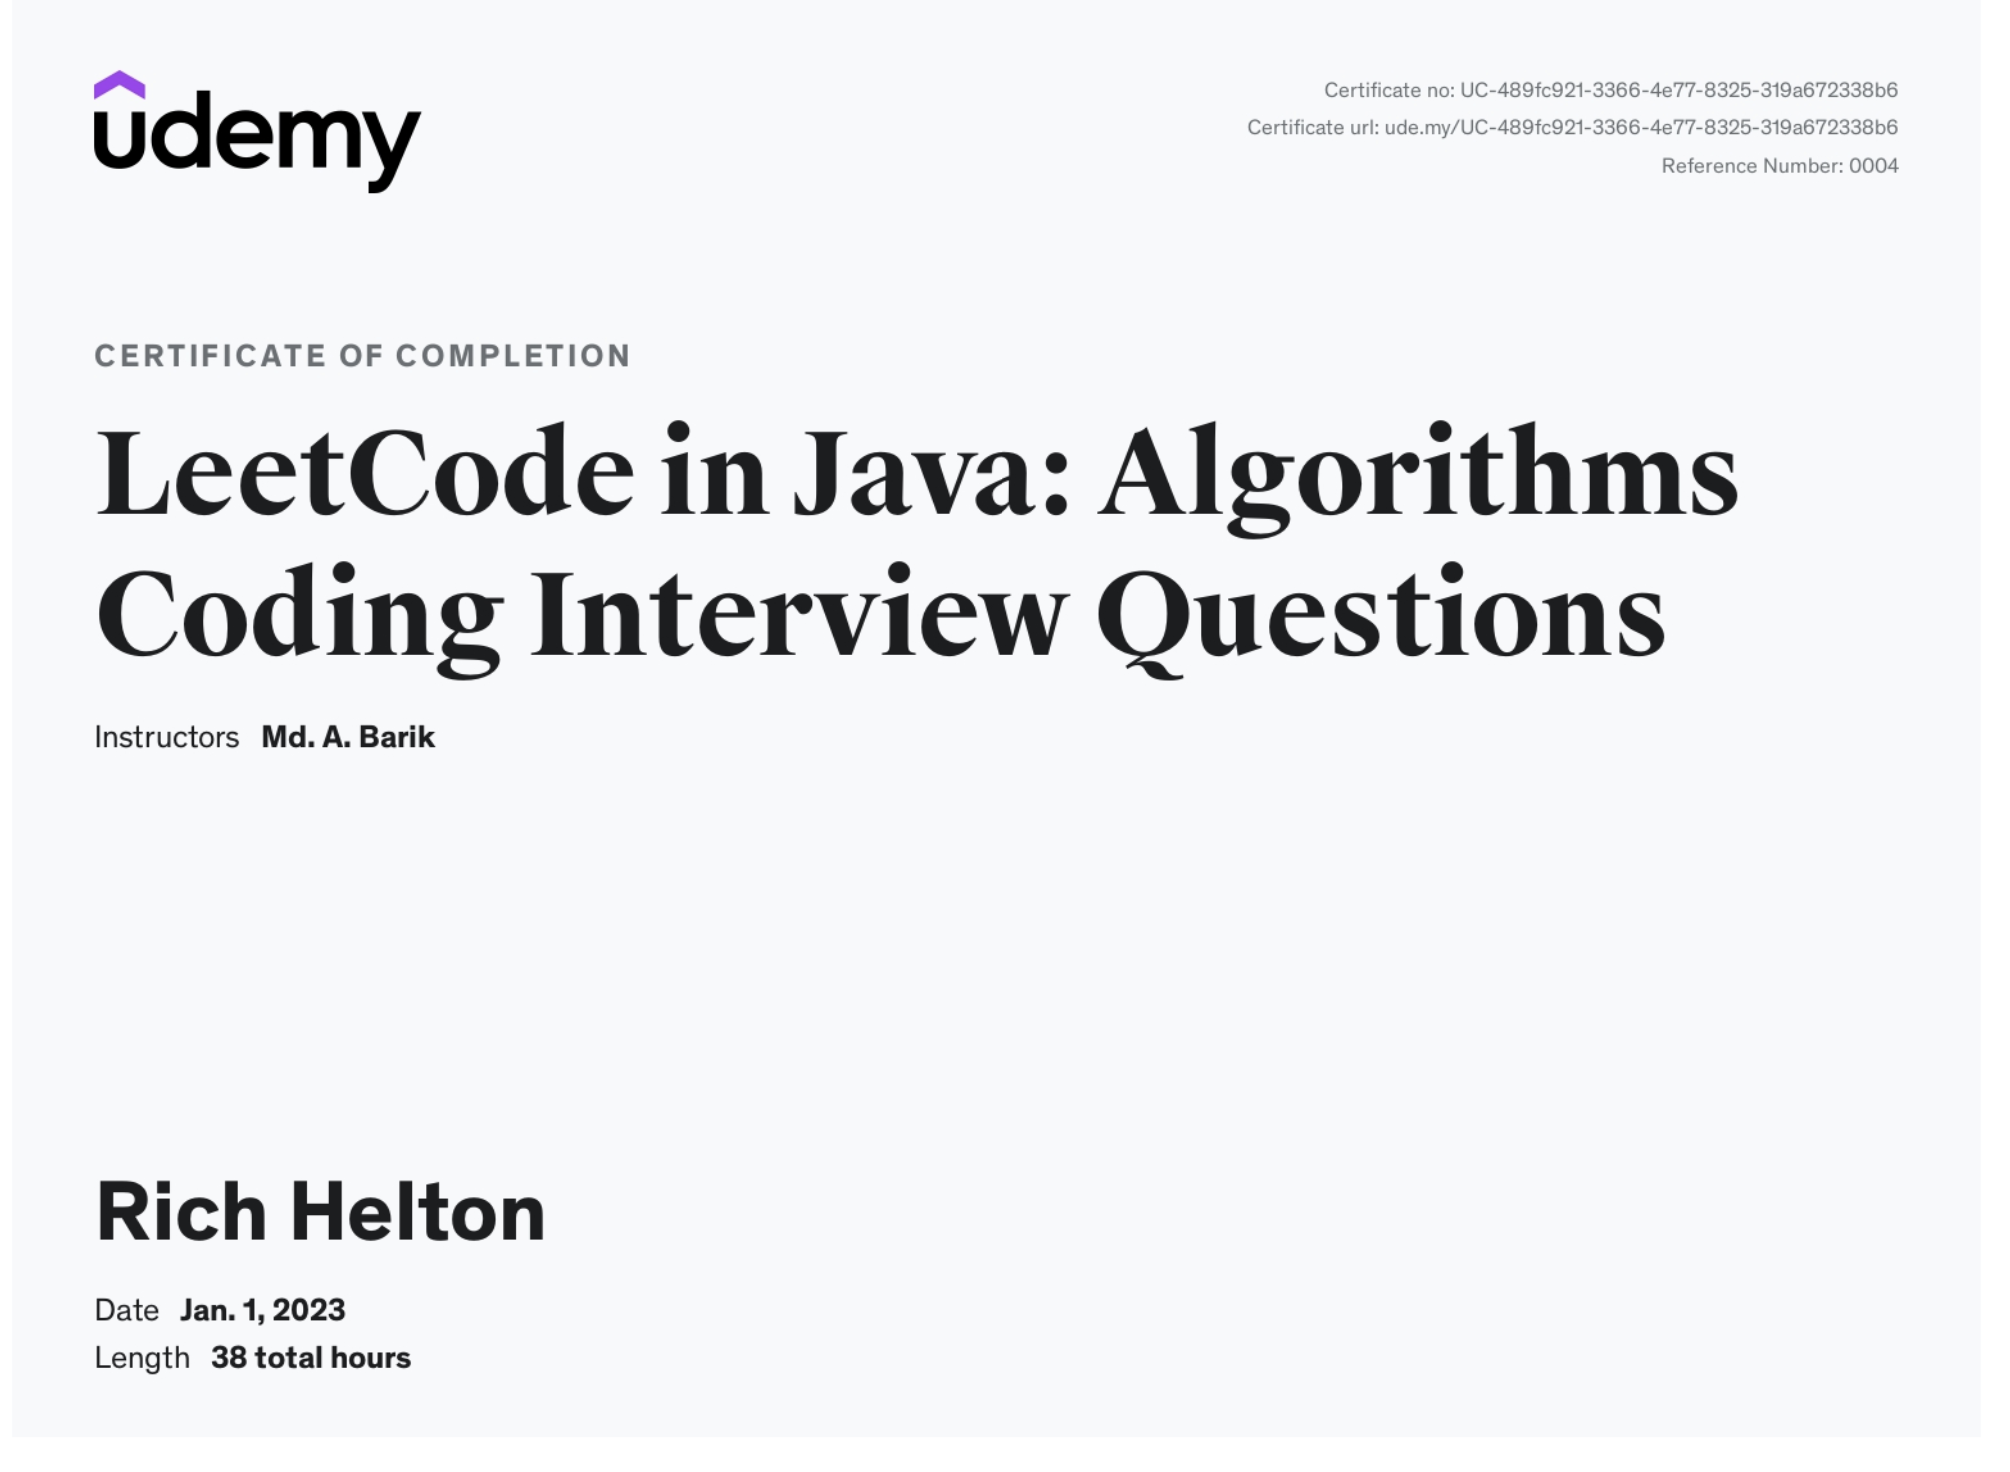 udemy
Certificate no: UC-489fc921-3366-4e77-8325-319a672338b6
Certificate url: ude.my/UC-489fc921-3366-4e77-8325-319a672338b6
Reference Number: 0004
CERTIFICATE OF COMPLETION
LeetCode in Java: Algorithms
Coding Interview Questions
Instructors Md. A. Barik
Rich Helton
Date Jan. 1, 2023
Length 38 total hours